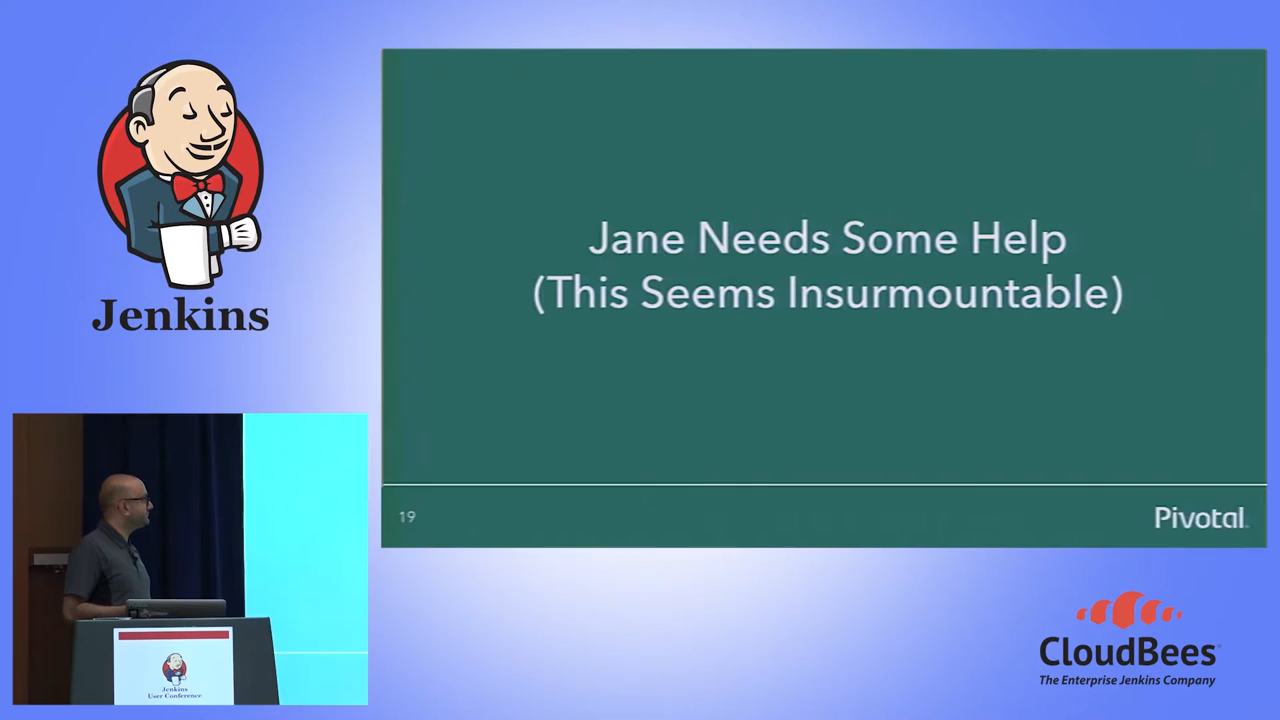 Jenkins
Jane Needs Some Help
(This Seems Insurmountable)
19
Pivotal
Jenkins
User Conference
CloudBees
The Enterprise Jenkins Company